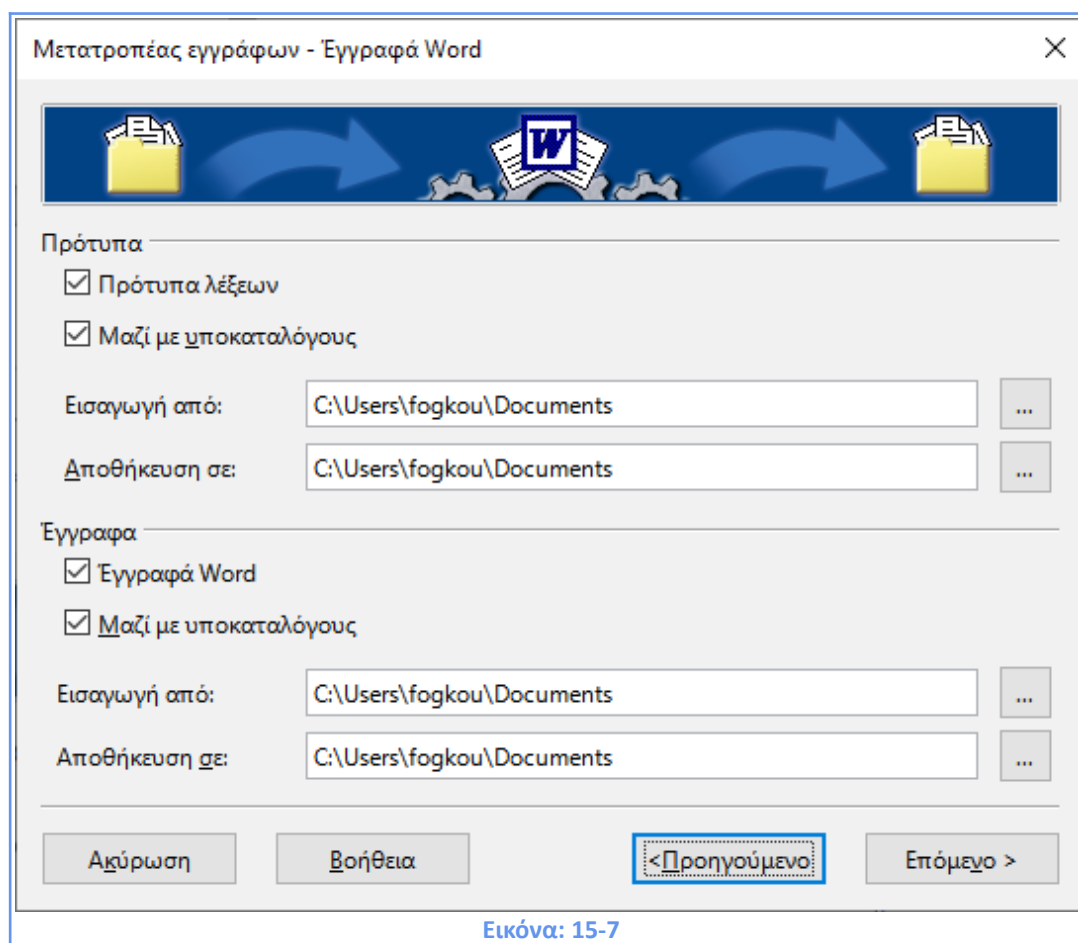 Μετατροπέας εγγράφων - Έγγραφά Word
W
Πρότυπα
Πρότυπα λέξεων
Μαζί με υποκαταλόγους
Εισαγωγή από: C:\Users\fogkou\Documents ...
Αποθήκευση σε: C:\Users\fogkou\Documents ...
Έγγραφα
Έγγραφά Word
Μαζί με υποκαταλόγους
Εισαγωγή από: C:\Users\fogkou\Documents ...
Αποθήκευση σε: C:\Users\fogkou\Documents ...
Ακύρωση Βοήθεια <Προηγούμενο Επόμενο >
Εικόνα: 15-7